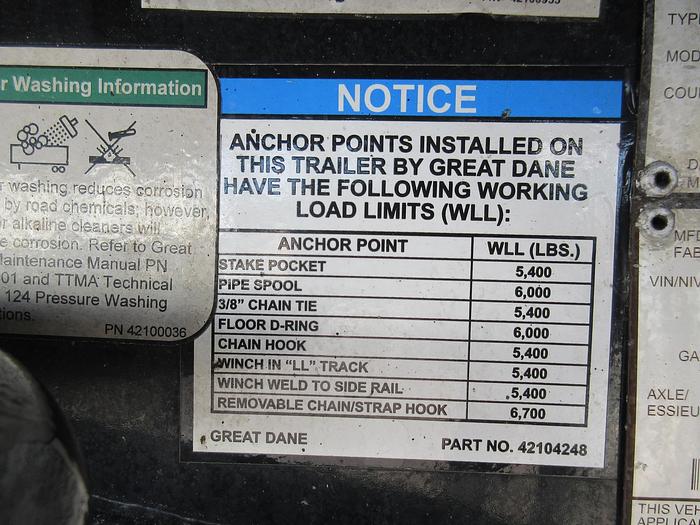 PN 42100953
r Washing Information
r washing reduces corrosion
by road chemicals; however,
r alkaline cleaners will
e corrosion. Refer to Great
Maintenance Manual PN
01 and TTMA Technical
124 Pressure Washing
tions.
PN 42100036
NOTICE
ANCHOR POINTS INSTALLED ON
THIS TRAILER BY GREAT DANE
HAVE THE FOLLOWING WORKING
LOAD LIMITS (WLL):
ANCHOR POINT WLL (LBS.)
STAKE POCKET 5,400
PIPE SPOOL 6,000
3/8" CHAIN TIE 5,400
FLOOR D-RING 6,000
CHAIN HOOK 5,400
WINCH IN "LL" TRACK 5,400
WINCH WELD TO SIDE RAIL 5,400
REMOVABLE CHAIN/STRAP HOOK 6,700
GREAT DANE PART NO. 42104248
TYP
MOD
COU
D
MFD
FAB
VIN/NIV
GA
AXLE/
ESSIEU
THIS VEH
APPLICA